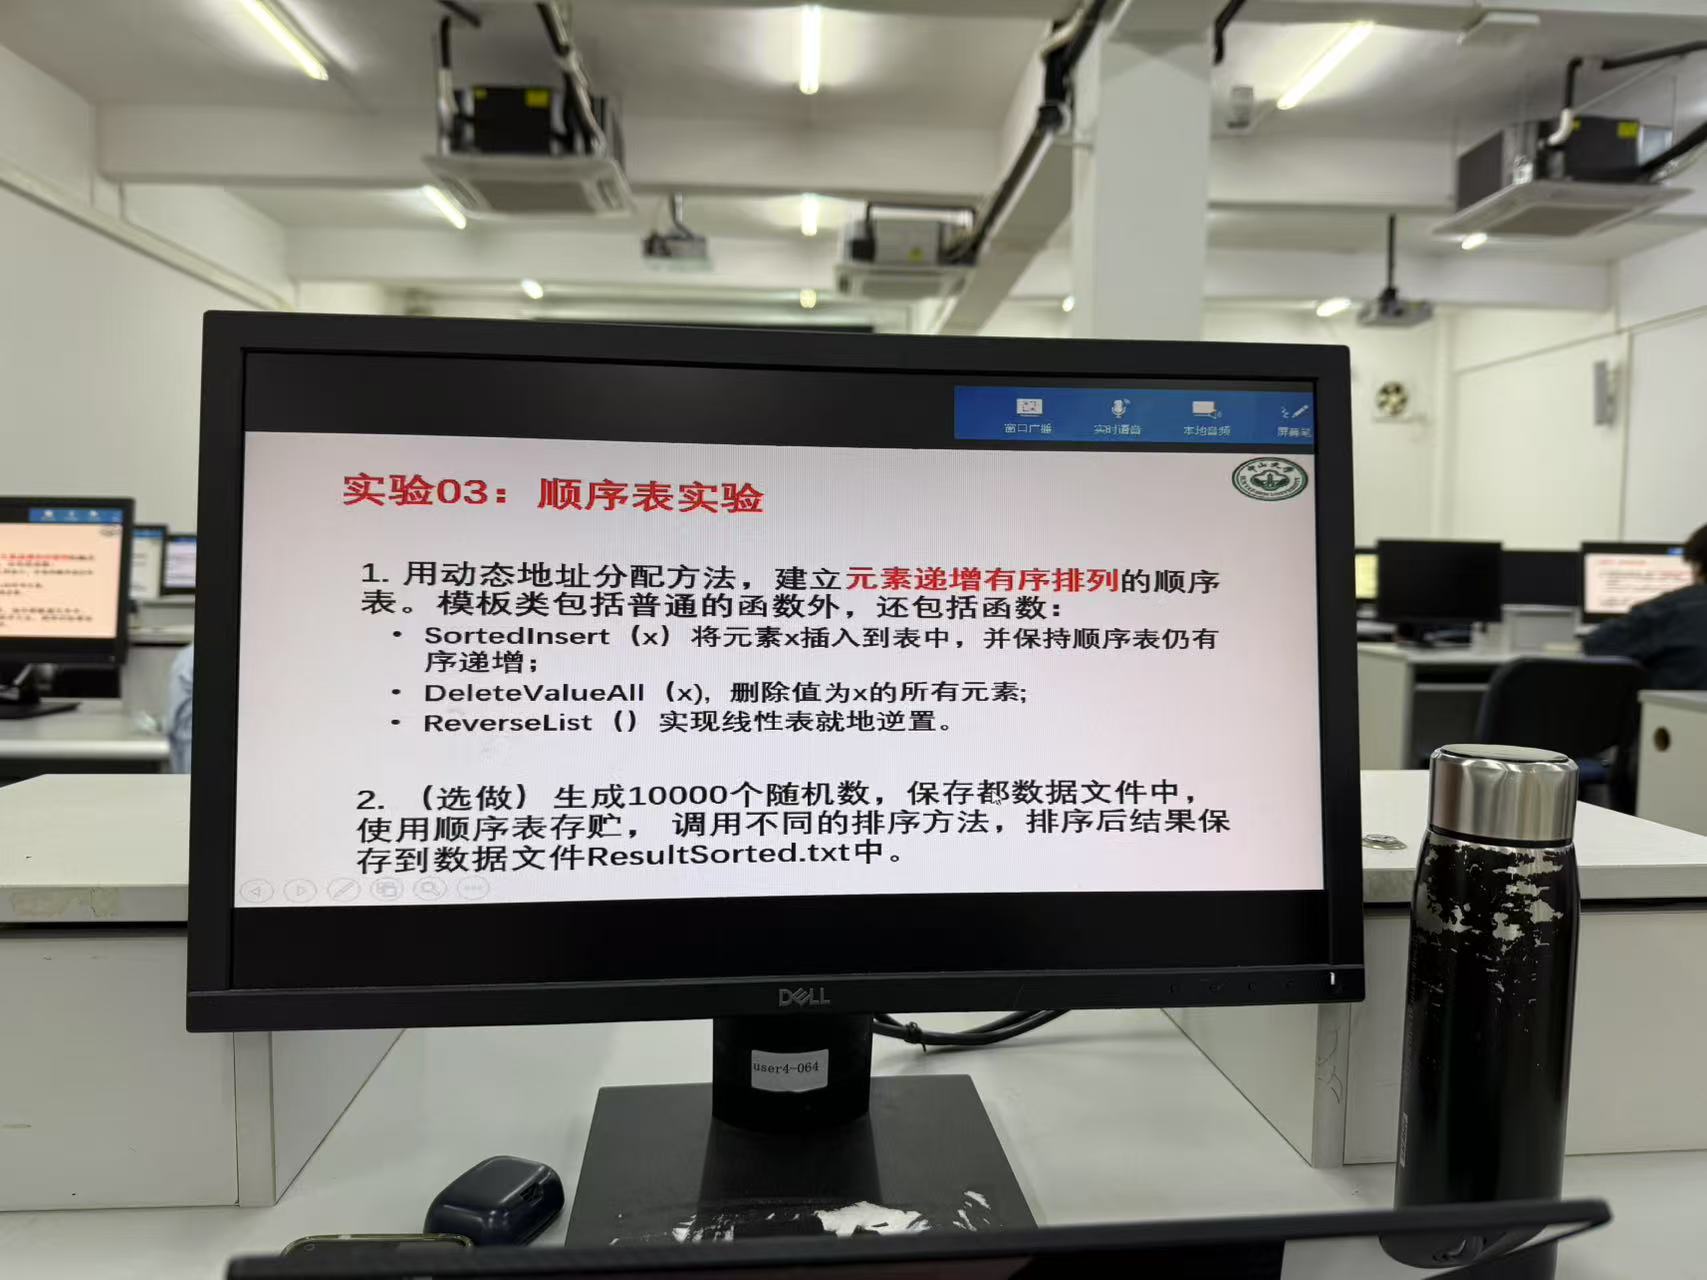 窗口广播 实时语音 本地音频 屏幕笔
中山大学
实验03：顺序表实验
1. 用动态地址分配方法，建立元素递增有序排列的顺序
表。模板类包括普通的函数外，还包括函数：
• SortedInsert（x）将元素x插入到表中，并保持顺序表仍有
序递增；
• DeleteValueAll（x)，删除值为x的所有元素;
• ReverseList（）实现线性表就地逆置。
2. （选做）生成10000个随机数，保存都数据文件中，
使用顺序表存贮， 调用不同的排序方法，排序后结果保
存到数据文件ResultSorted.txt中。
DELL
user4-064